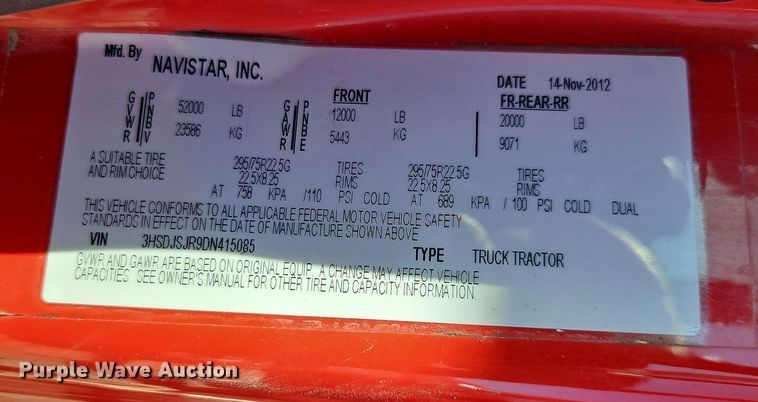 Mfd. By NAVISTAR, INC. DATE 14-Nov-2012
FRONT FR-REAR-RR
GVWR PNBV 52000 LB GAWR PNBE 12000 LB 20000 LB
23586 KG 5443 KG 9071 KG
A SUITABLE TIRE 295/75R22.5G TIRES 295/75R22.5G TIRES
AND RIM CHOICE 22.5X8.25 RIMS 22.5X8.25 RIMS
AT 758 KPA /110 PSI COLD AT 689 KPA / 100 PSI COLD DUAL
THIS VEHICLE CONFORMS TO ALL APPLICABLE FEDERAL MOTOR VEHICLE SAFETY
STANDARDS IN EFFECT ON THE DATE OF MANUFACTURE SHOWN ABOVE.
VIN 3HSDJSJR9DN415085 TYPE TRUCK TRACTOR
GVWR AND GAWR ARE BASED ON ORIGINAL EQUIP. A CHANGE MAY AFFECT VEHICLE
CAPACITIES. SEE OWNER'S MANUAL FOR OTHER TIRE AND CAPACITY INFORMATION.
Purple Wave Auction